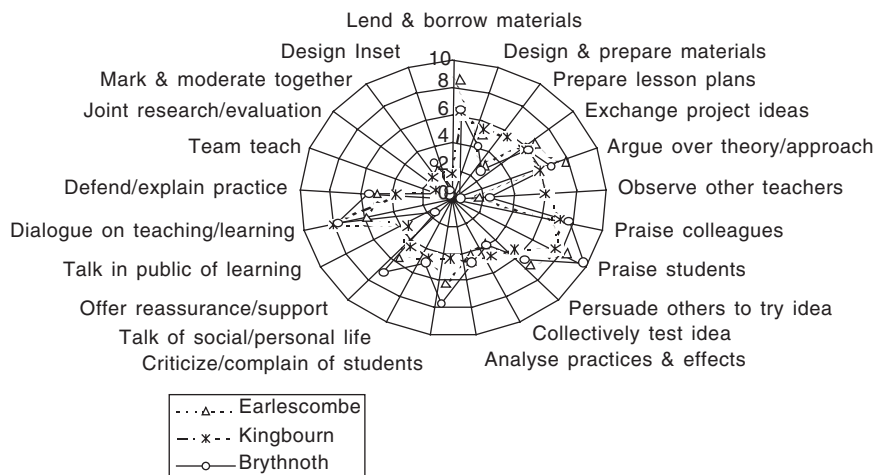 Lend & borrow materials
Design Inset
Design & prepare materials
Mark & moderate together
Prepare lesson plans
Joint research/evaluation
Exchange project ideas
Team teach
Argue over theory/approach
Defend/explain practice
Observe other teachers
Dialogue on teaching/learning
Praise colleagues
Talk in public of learning
Praise students
Offer reassurance/support
Persuade others to try idea
Talk of social/personal life
Collectively test idea
Criticize/complain of students
Analyse practices & effects
10
8
6
4
2
0
Earlescombe
Kingbourn
Brythnoth